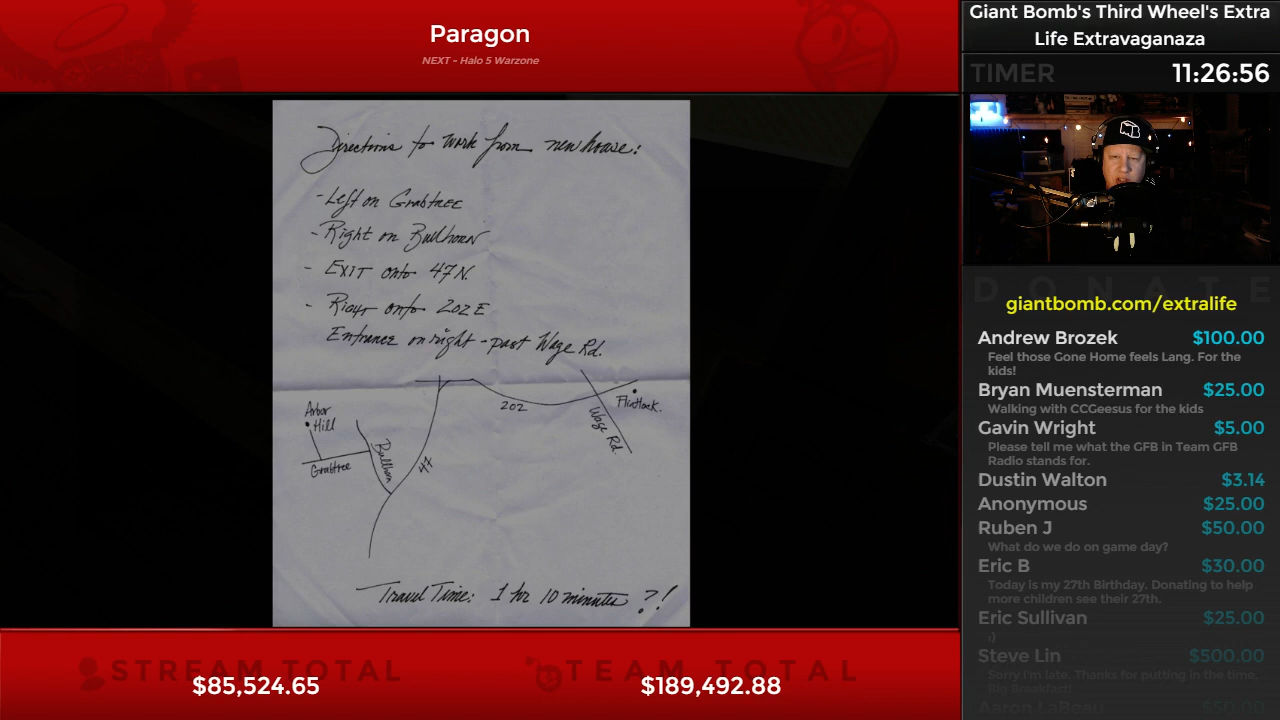 Paragon
NEXT - Halo 5 Warzone
Directions to work from new house:
- Left on Grabtree
- Right on Bullhorn
- EXIT onto 47 N.
- Right onto 202 E
Entrance on right - past Wage Rd.
Arbor
Hill
Grabtree
Bullhorn
47
202
Wage Rd.
Flintlock.
Travel Time: 1 hr 10 minutes ?!
STREAM TOTAL
$85,524.65
TEAM TOTAL
$189,492.88
Giant Bomb's Third Wheel's Extra
Life Extravaganaza
TIMER
11:26:56
DONATE
giantbomb.com/extralife
Andrew Brozek $100.00
Feel those Gone Home feels Lang. For the
kids!
Bryan Muensterman $25.00
Walking with CCGeesus for the kids
Gavin Wright $5.00
Please tell me what the GFB in Team GFB
Radio stands for.
Dustin Walton $3.14
Anonymous $25.00
Ruben J $50.00
What do we do on game day?
Eric B $30.00
Today is my 27th Birthday. Donating to help
more children see their 27th.
Eric Sullivan $25.00
:)
Steve Lin $500.00
Sorry I'm late. Thanks for putting in the time,
Big Breakfast!
Aaron LaBeau $50.00